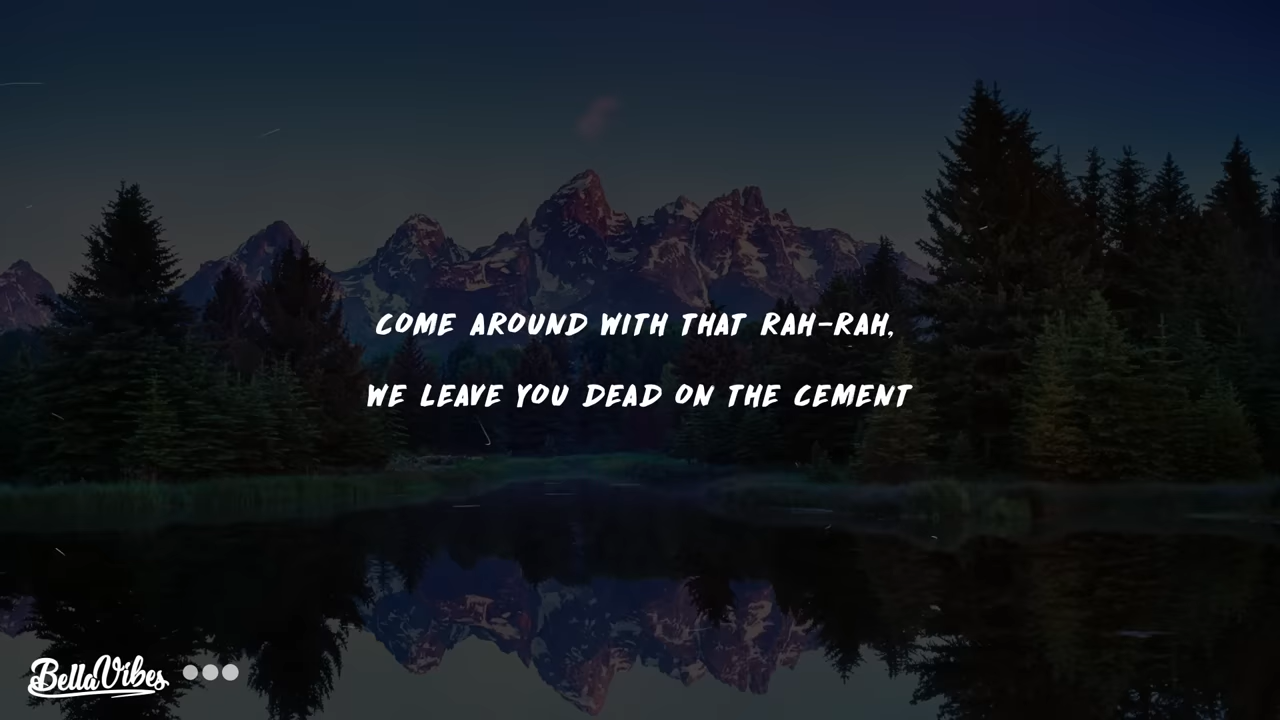 COME AROUND WITH THAT RAH-RAH,
WE LEAVE YOU DEAD ON THE CEMENT
BellaVibes